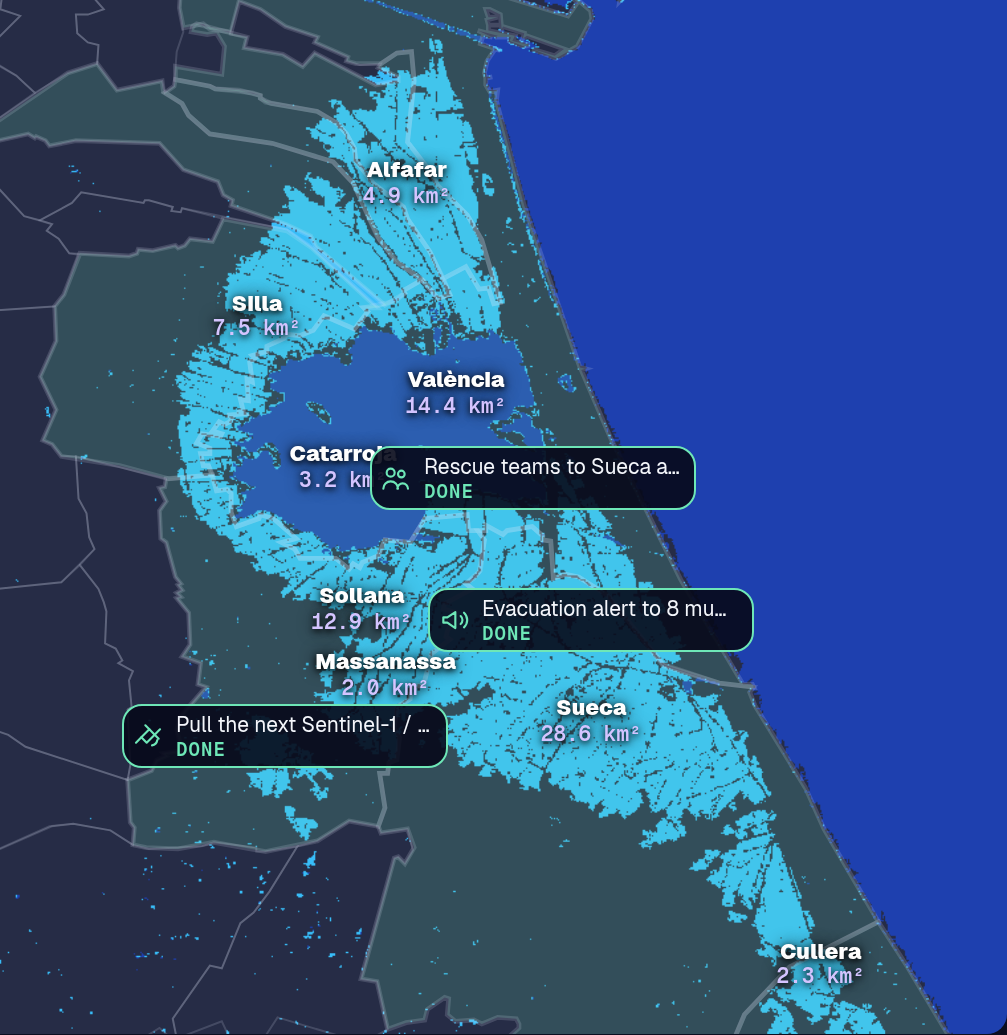 Alfafar
4.9 km²
Silla
7.5 km²
València
14.4 km²
Catarroja
3.2 km²
Rescue teams to Sueca a…
DONE
Sollana
12.9 km²
Evacuation alert to 8 mu…
DONE
Massanassa
2.0 km²
Sueca
28.6 km²
Pull the next Sentinel-1 / …
DONE
Cullera
2.3 km²